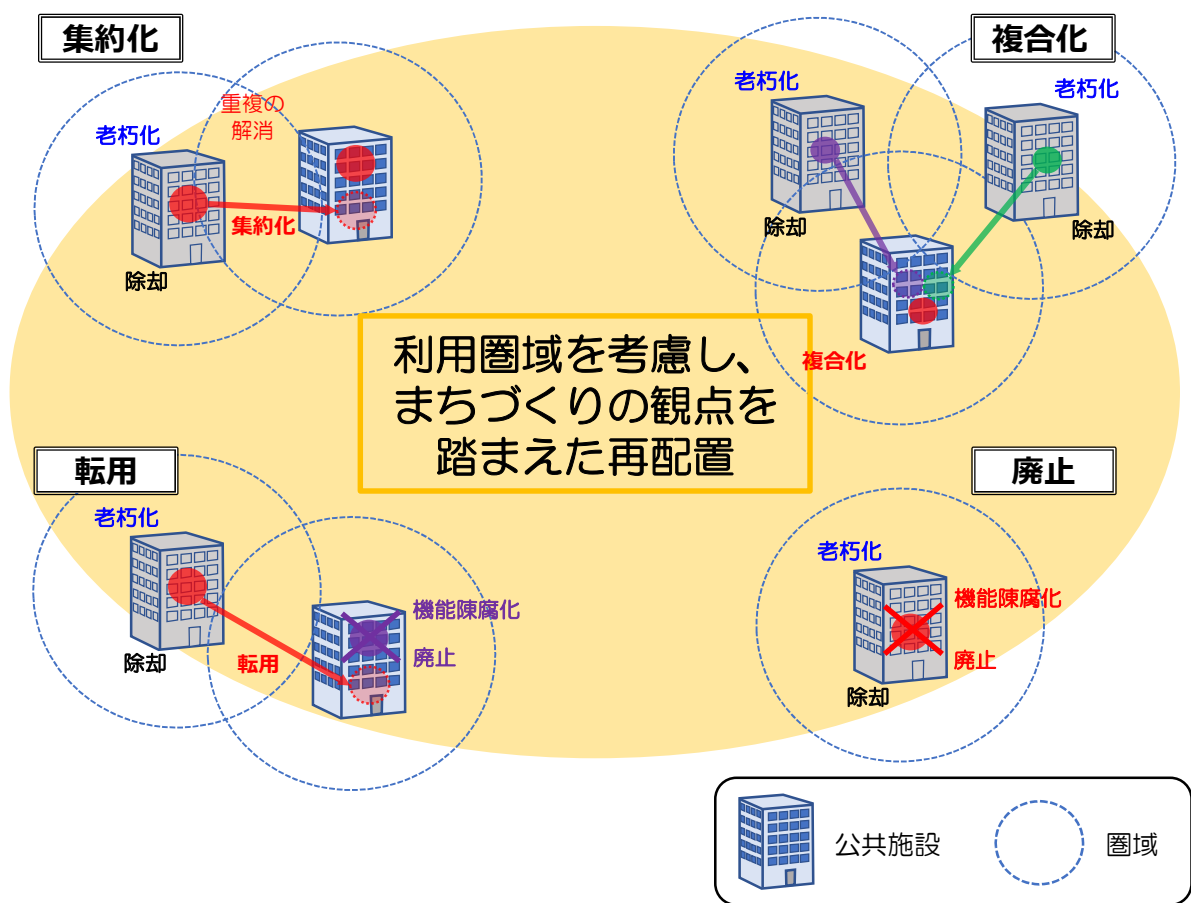 集約化
重複の
解消
老朽化
集約化
除却
複合化
老朽化
老朽化
除却
除却
複合化
利用圏域を考慮し、
まちづくりの観点を
踏まえた再配置
転用
老朽化
機能陳腐化
廃止
転用
除却
廃止
老朽化
機能陳腐化
廃止
除却
公共施設
圏域